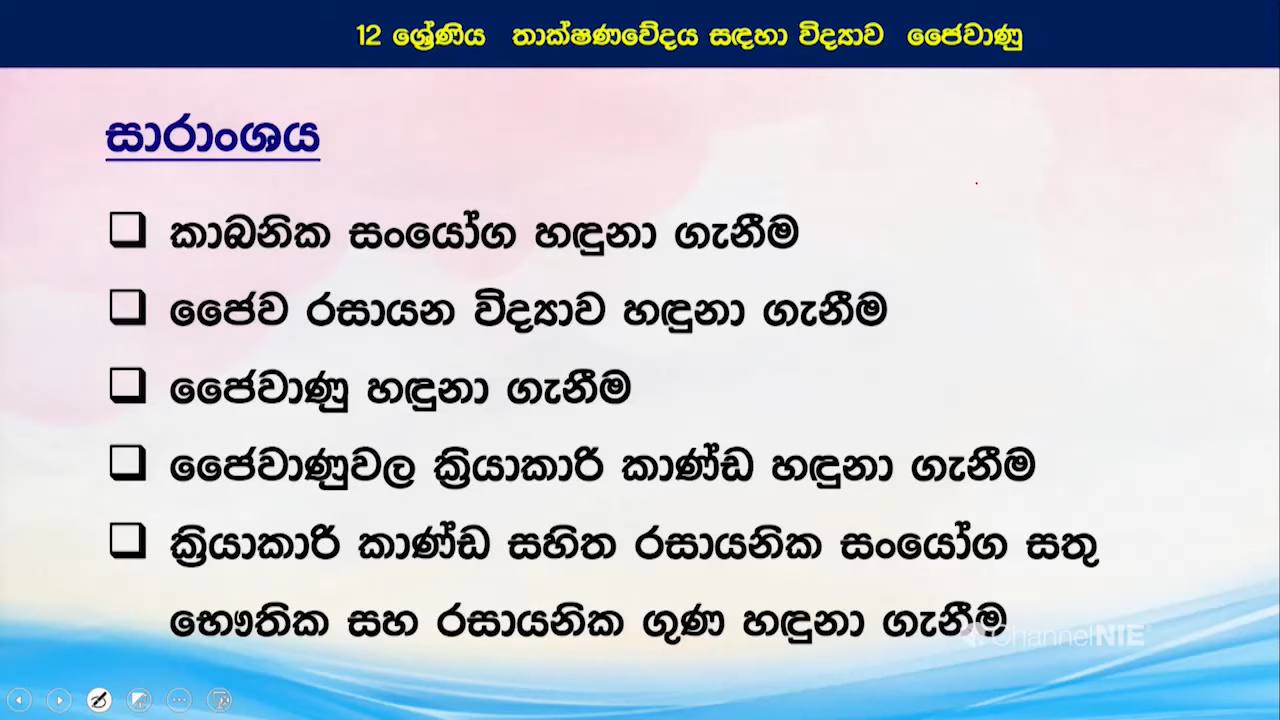 12 ශ්‍රේණිය තාක්ෂණවේදය සඳහා විද්‍යාව ජෛවාණු
සාරාංශය
කාබනික සංයෝග හඳුනා ගැනීම
ජෛව රසායන විද්‍යාව හඳුනා ගැනීම
ජෛවාණු හඳුනා ගැනීම
ජෛවාණුවල ක්‍රියාකාරී කාණ්ඩ හඳුනා ගැනීම
ක්‍රියාකාරී කාණ්ඩ සහිත රසායනික සංයෝග සතු
භෞතික සහ රසායනික ගුණ හඳුනා ගැනීම
ChannelNIE